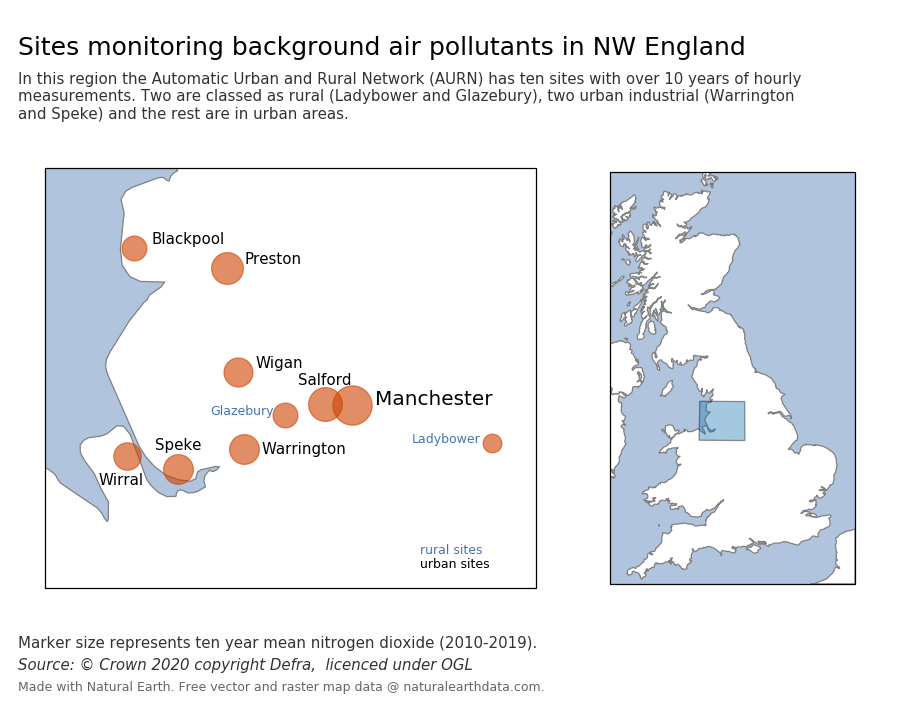 Sites monitoring background air pollutants in NW England
In this region the Automatic Urban and Rural Network (AURN) has ten sites with over 10 years of hourly
measurements. Two are classed as rural (Ladybower and Glazebury), two urban industrial (Warrington
and Speke) and the rest are in urban areas.
Blackpool
Preston
Wigan
Salford
Manchester
Glazebury
Ladybower
Speke
Warrington
Wirral
rural sites
urban sites
Marker size represents ten year mean nitrogen dioxide (2010-2019).
Source: © Crown 2020 copyright Defra,  licenced under OGL
Made with Natural Earth. Free vector and raster map data @ naturalearthdata.com.